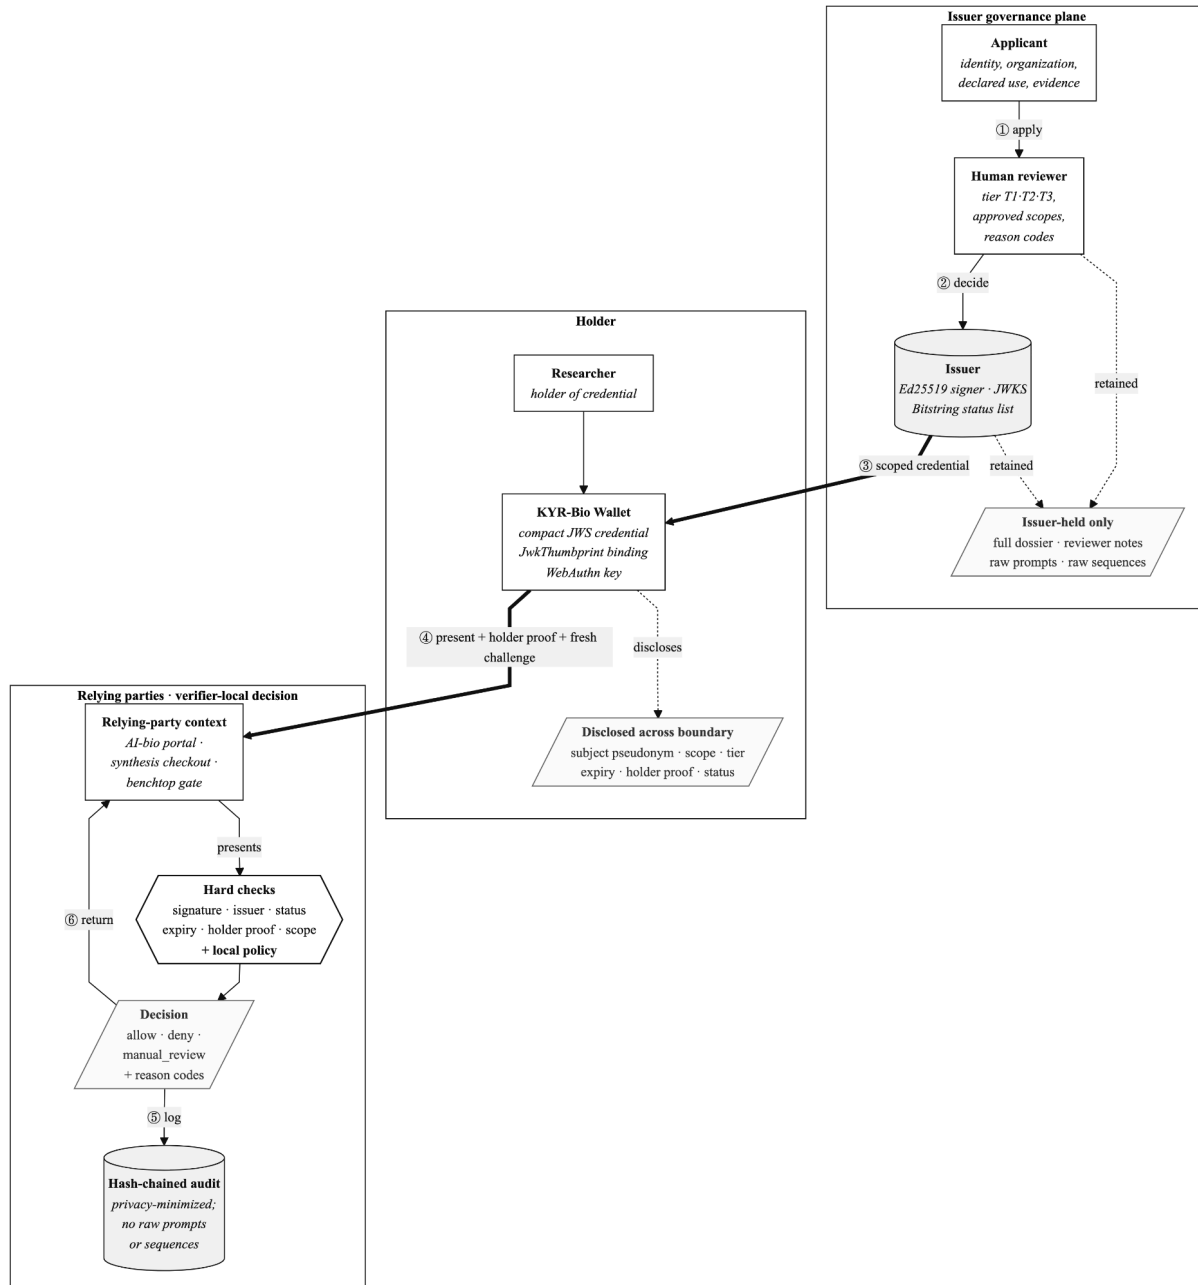 Issuer governance plane
Applicant
identity, organization,
declared use, evidence
① apply
Human reviewer
tier T1·T2·T3,
approved scopes,
reason codes
② decide
retained
Issuer
Ed25519 signer · JWKS
Bitstring status list
③ scoped credential
retained
Issuer-held only
full dossier · reviewer notes
raw prompts · raw sequences
Holder
Researcher
holder of credential
KYR-Bio Wallet
compact JWS credential
JwkThumbprint binding
WebAuthn key
④ present + holder proof + fresh
challenge
discloses
Disclosed across boundary
subject pseudonym · scope · tier
expiry · holder proof · status
Relying parties · verifier-local decision
Relying-party context
AI-bio portal ·
synthesis checkout ·
benchtop gate
presents
Hard checks
signature · issuer · status
expiry · holder proof · scope
+ local policy
⑥ return
Decision
allow · deny ·
manual_review
+ reason codes
⑤ log
Hash-chained audit
privacy-minimized;
no raw prompts
or sequences